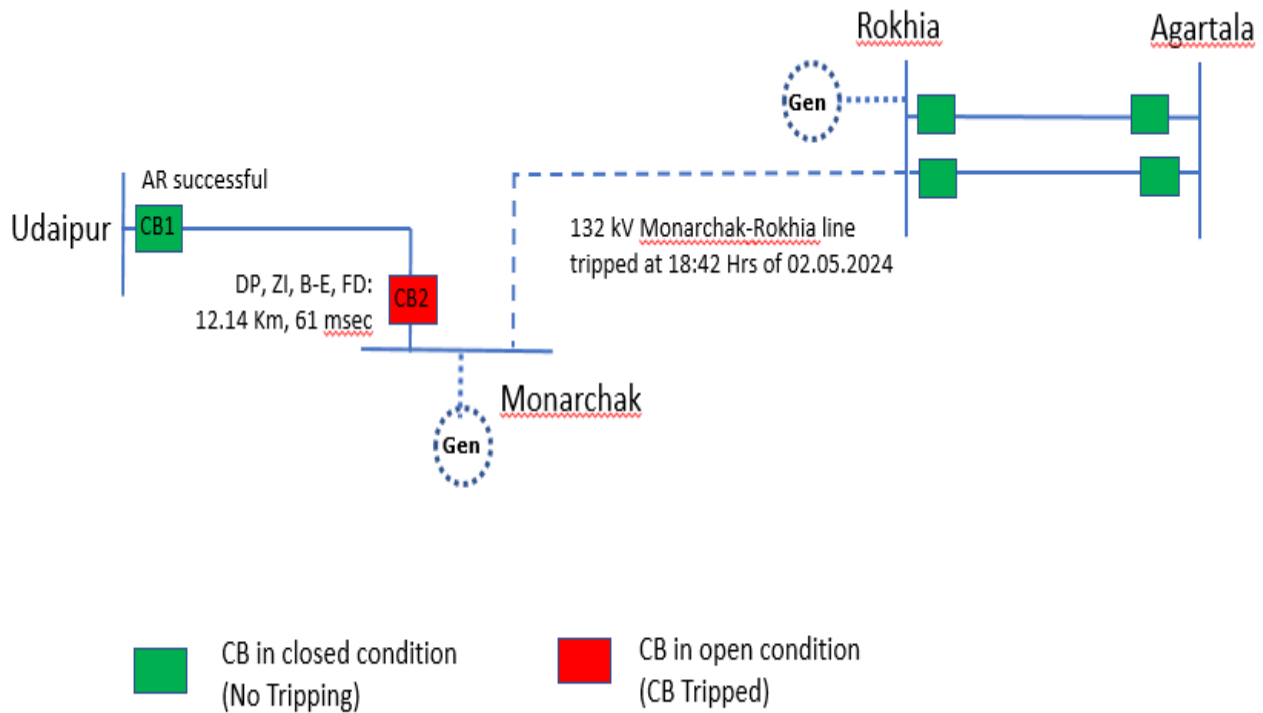 Rokhia
Agartala
Gen
AR successful
Udaipur
CB1
132 kV Monarchak-Rokhia line
tripped at 18:42 Hrs of 02.05.2024
DP, ZI, B-E, FD:
12.14 Km, 61 msec
CB2
Monarchak
Gen
CB in closed condition
(No Tripping)
CB in open condition
(CB Tripped)